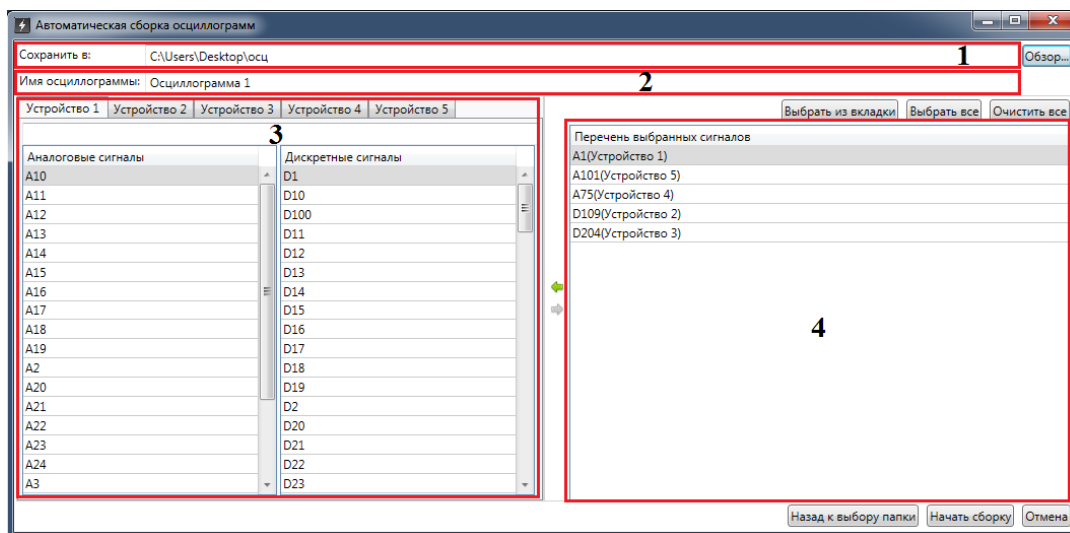 Автоматическая сборка осциллограмм
Сохранить в: C:\Users\Desktop\осц 1 Обзор...
Имя осциллограммы: Осциллограмма 1 2
Устройство 1 Устройство 2 Устройство 3 Устройство 4 Устройство 5
Выбрать из вкладки Выбрать все Очистить все
3
Аналоговые сигналы
A10
A11
A12
A13
A14
A15
A16
A17
A18
A19
A2
A20
A21
A22
A23
A24
A3
Дискретные сигналы
D1
D10
D100
D11
D12
D13
D14
D15
D16
D17
D18
D19
D2
D20
D21
D22
D23
Перечень выбранных сигналов
A1(Устройство 1)
A101(Устройство 5)
A75(Устройство 4)
D109(Устройство 2)
D204(Устройство 3)
4
Назад к выбору папки Начать сборку Отмена